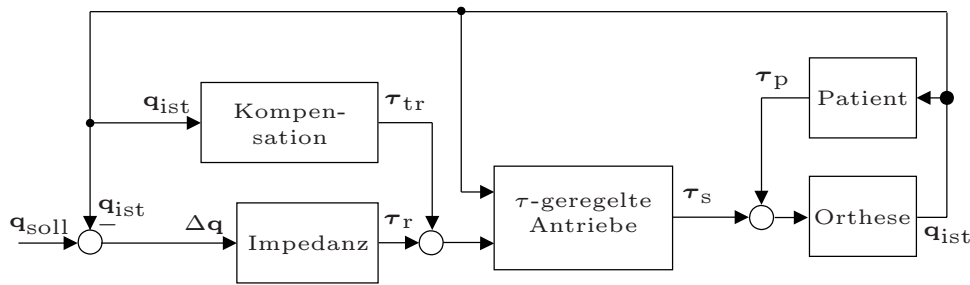 τp
Patient
qist
Kompen-
sation
τtr
qist
–
qsoll
Δq
Impedanz
τr
τ-geregelte
Antriebe
τs
Orthese
qist